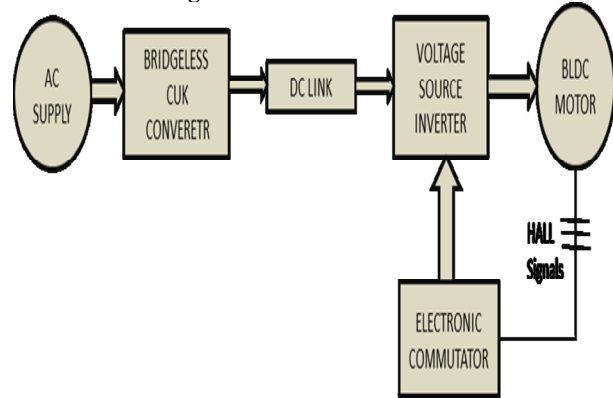 AC
SUPPLY
BRIDGELESS
CUK
CONVERETR
DC LINK
VOLTAGE
SOURCE
INVERTER
BLDC
MOTOR
HALL
Signals
ELECTRONIC
COMMUTATOR